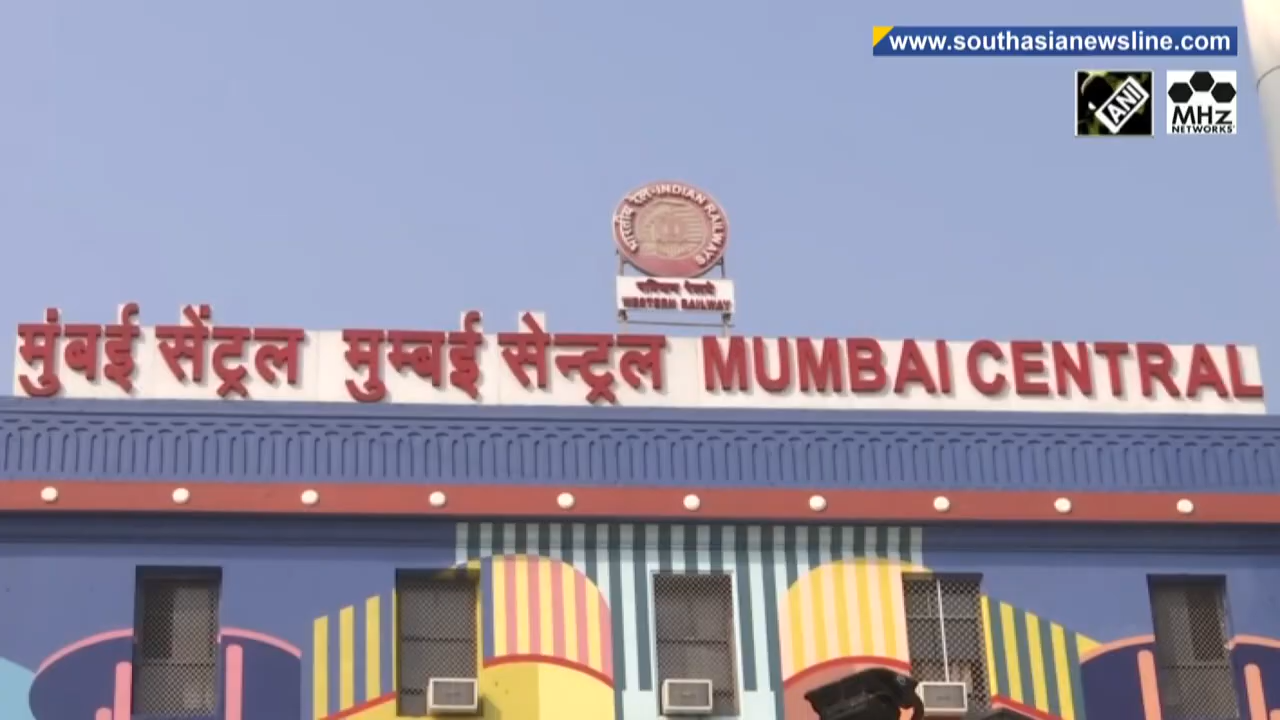 www.southasianewsline.com
ANI
MHz
NETWORKS
भारतीय रेल-INDIAN RAILWAYS
पश्चिम रेलवे
WESTERN RAILWAY
मुंबई सेंट्रल मुम्बई सेन्ट्रल MUMBAI CENTRAL